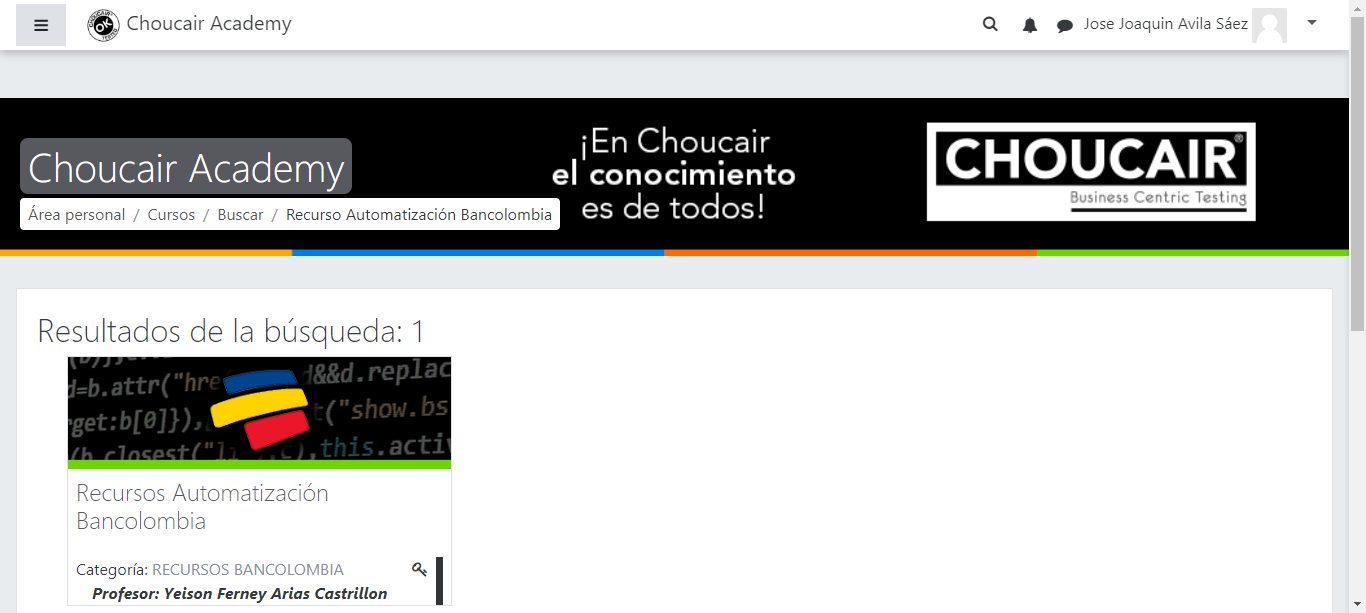 Choucair Academy
Jose Joaquin Avila Sáez
Choucair Academy
Área personal / Cursos / Buscar / Recurso Automatización Bancolombia
¡En Choucair
el conocimiento
es de todos!
CHOUCAIR®
Business Centric Testing
Resultados de la búsqueda: 1
d=b.attr("hre d&&d.replac
rget:b[0]}), t("show.bs
(b.closest("li ),this.activ
Recursos Automatización
Bancolombia
Categoría: RECURSOS BANCOLOMBIA
Profesor: Yeison Ferney Arias Castrillon